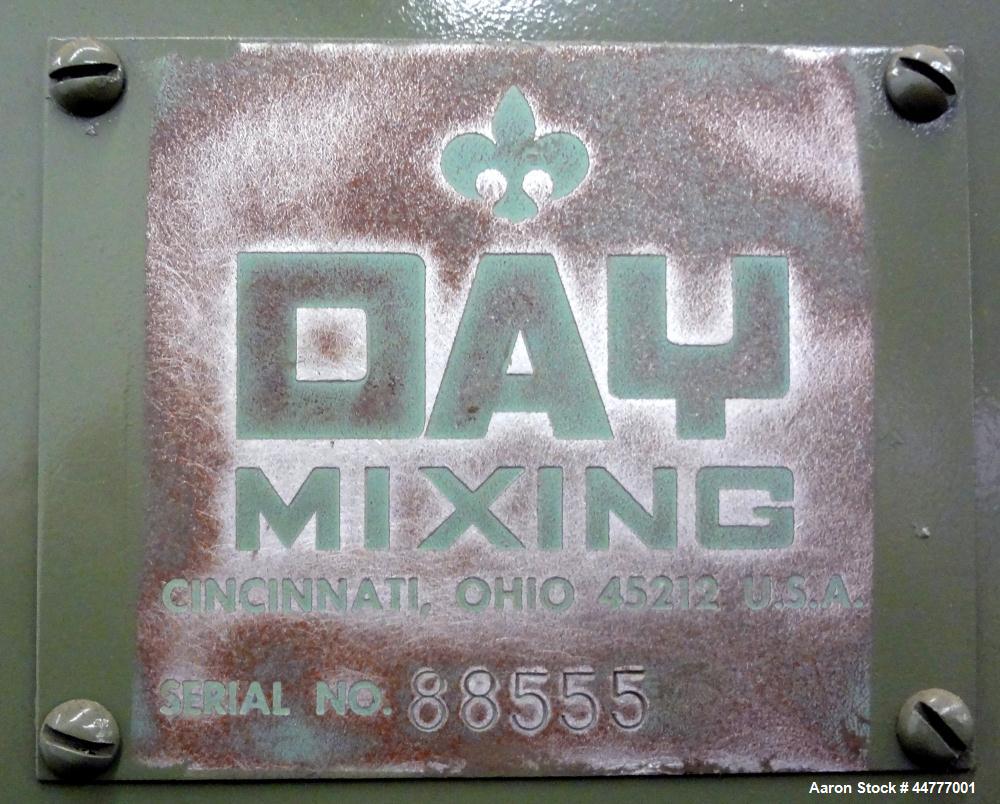 DAY
MIXING
CINCINNATI, OHIO 45212 U.S.A.
SERIAL NO. 88555
Aaron Stock # 44777001